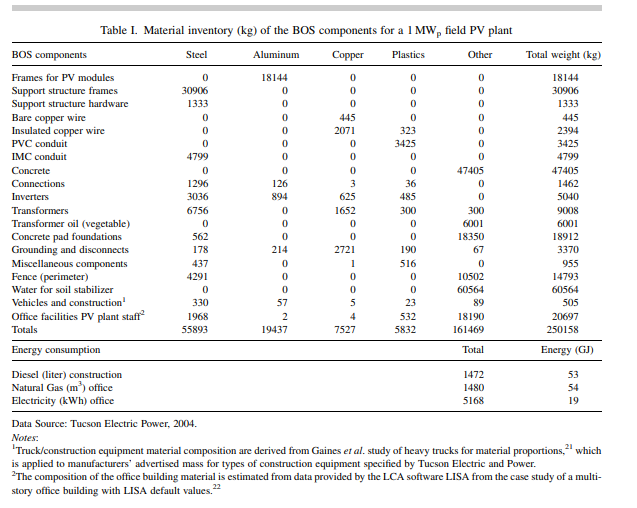 Table I. Material inventory (kg) of the BOS components for a 1 MWp field PV plant
BOS components Steel Aluminum Copper Plastics Other Total weight (kg)
Frames for PV modules 0 18144 0 0 0 18144
Support structure frames 30906 0 0 0 0 30906
Support structure hardware 1333 0 0 0 0 1333
Bare copper wire 0 0 445 0 0 445
Insulated copper wire 0 0 2071 323 0 2394
PVC conduit 0 0 0 3425 0 3425
IMC conduit 4799 0 0 0 0 4799
Concrete 0 0 0 0 47405 47405
Connections 1296 126 3 36 0 1462
Inverters 3036 894 625 485 0 5040
Transformers 6756 0 1652 300 300 9008
Transformer oil (vegetable) 0 0 0 0 6001 6001
Concrete pad foundations 562 0 0 0 18350 18912
Grounding and disconnects 178 214 2721 190 67 3370
Miscellaneous components 437 0 1 516 0 955
Fence (perimeter) 4291 0 0 0 10502 14793
Water for soil stabilizer 0 0 0 0 60564 60564
Vehicles and construction1 330 57 5 23 89 505
Office facilities PV plant staff2 1968 2 4 532 18190 20697
Totals 55893 19437 7527 5832 161469 250158
Energy consumption Total Energy (GJ)
Diesel (liter) construction 1472 53
Natural Gas (m3) office 1480 54
Electricity (kWh) office 5168 19
Data Source: Tucson Electric Power, 2004.
Notes:
1Truck/construction equipment material composition are derived from Gaines et al. study of heavy trucks for material proportions,21 which
is applied to manufacturers' advertised mass for types of construction equipment specified by Tucson Electric and Power.
2The composition of the office building material is estimated from data provided by the LCA software LISA from the case study of a multi-
story office building with LISA default values.22